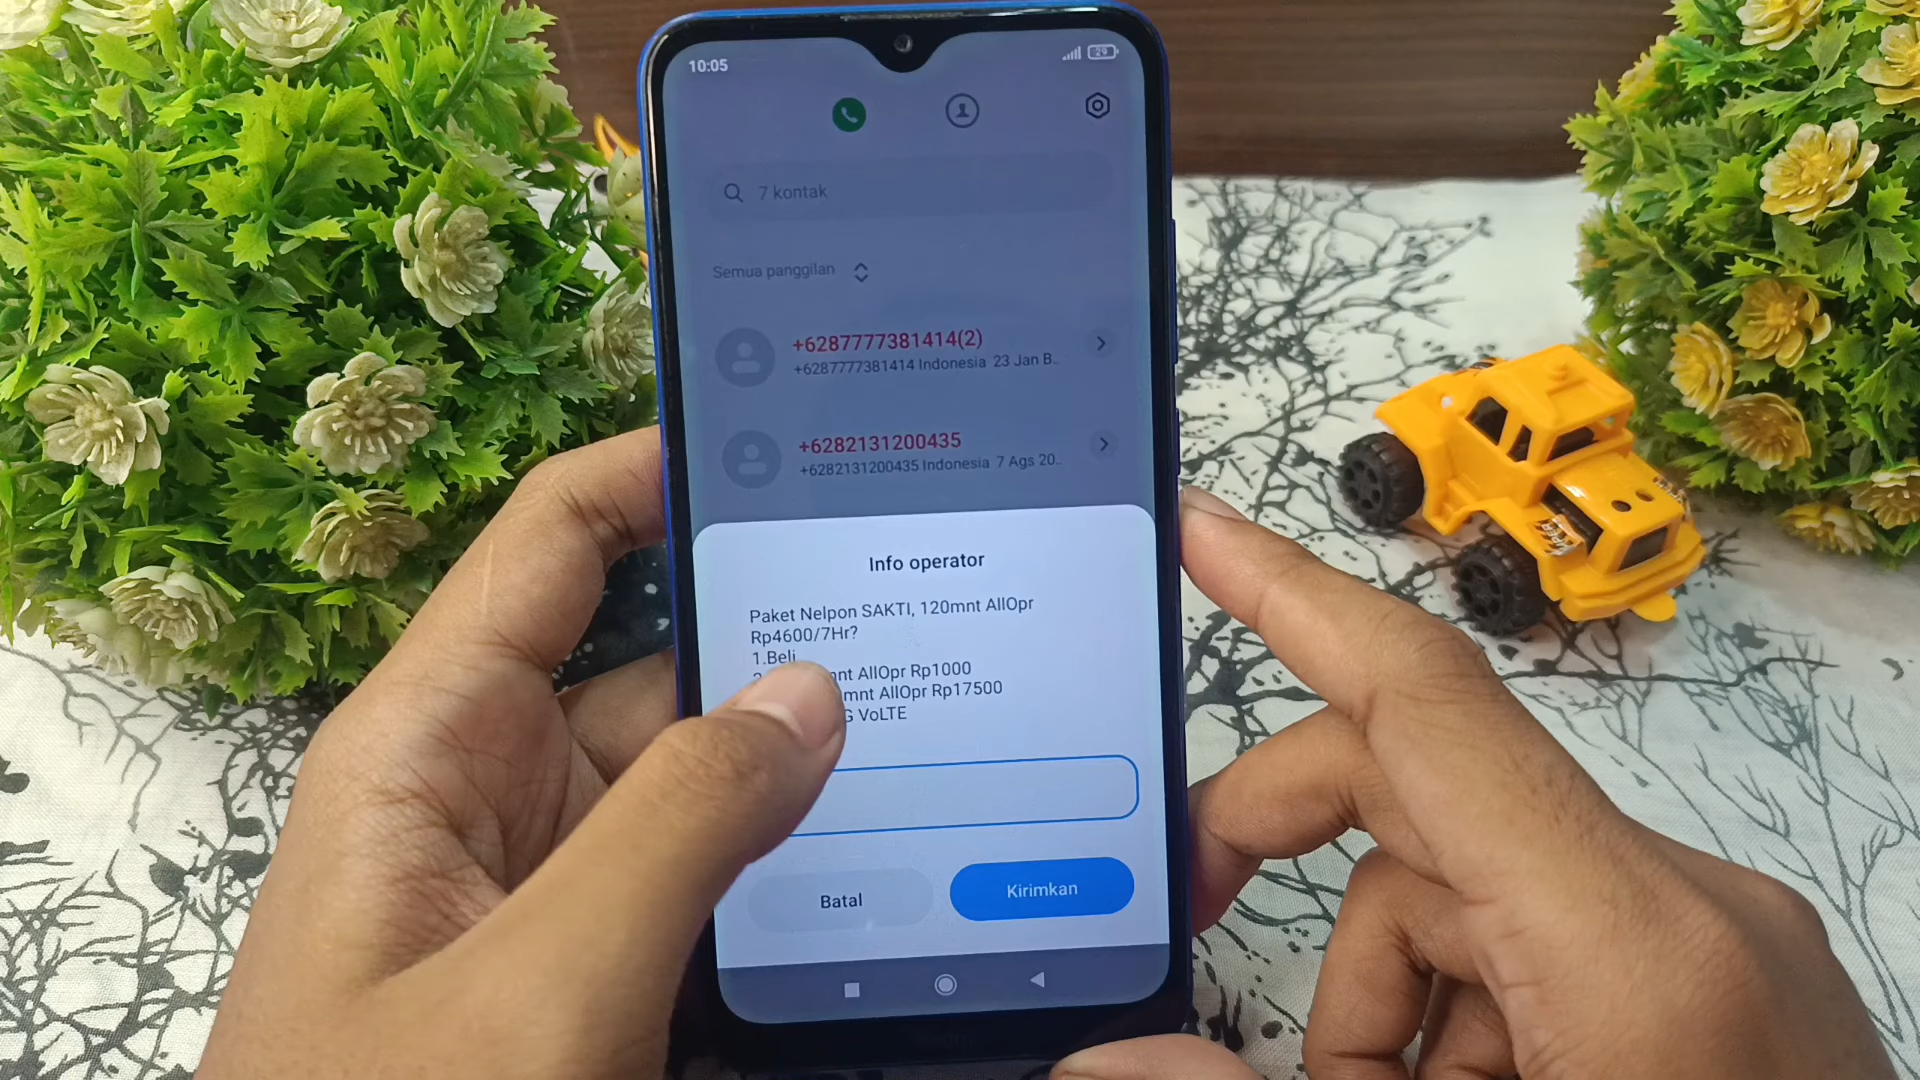 10:05
29
7 kontak
Semua panggilan
+6287777381414(2)
+6287777381414 Indonesia 23 Jan B..
+6282131200435
+6282131200435 Indonesia 7 Ags 20..
Info operator
Paket Nelpon SAKTI, 120mnt AllOpr
Rp4600/7Hr?
1.Beli
AllOpr Rp1000
mnt AllOpr Rp17500
VoLTE
Batal
Kirimkan